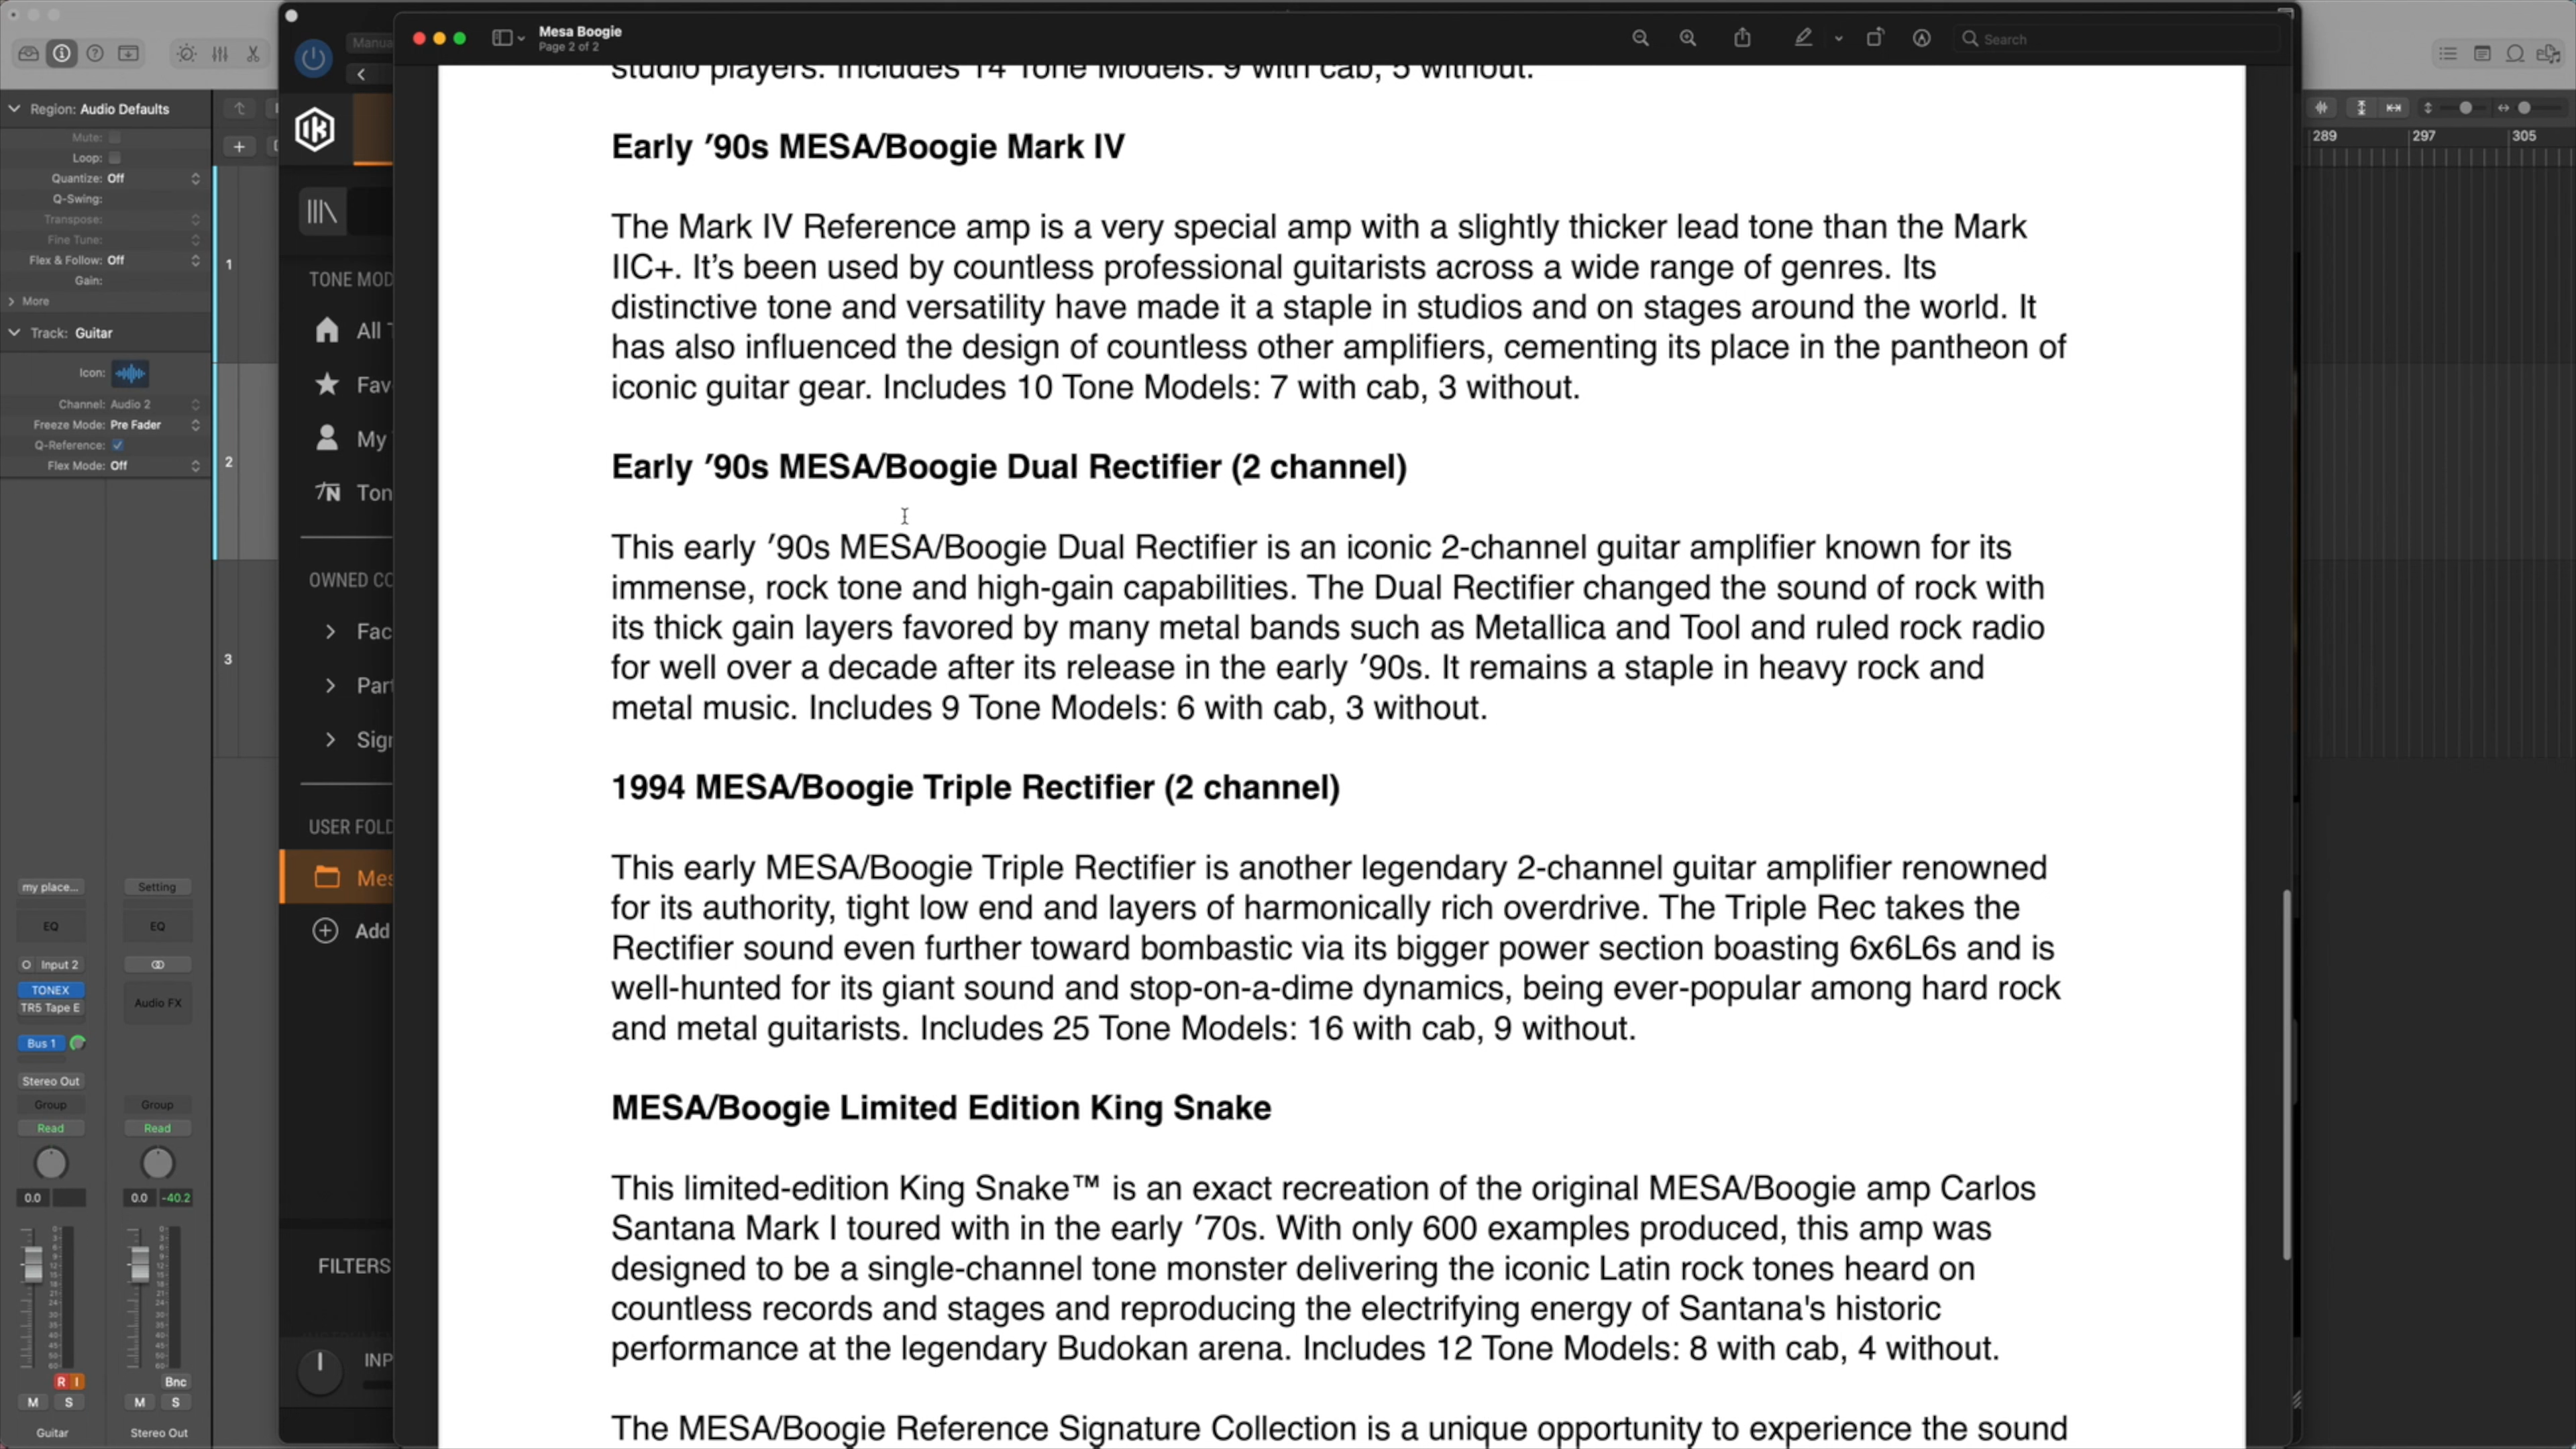 Mesa Boogie
Page 2 of 2
Search
Manua
Region: Audio Defaults
Mute:
Loop:
Quantize: Off
Q-Swing:
Transpose:
Fine Tune:
Flex & Follow: Off
Gain:
More
Track: Guitar
Icon:
Channel: Audio 2
Freeze Mode: Pre Fader
Q-Reference:
Flex Mode: Off
my place...
Setting
EQ
EQ
Input 2
TONEX
TR5 Tape E
Audio FX
Bus 1
Stereo Out
Group
Group
Read
Read
0.0
0.0
-40.2
R I
Bnc
M S
M S
Guitar
Stereo Out
1
2
3
TONE MOD
All T
Fav
My
Ton
OWNED CO
Fac
Part
Sigr
USER FOLD
Mes
Add
FILTERS
INP
289
297
305
studio players. Includes 14 Tone Models: 9 with cab, 5 without.
Early ’90s MESA/Boogie Mark IV
The Mark IV Reference amp is a very special amp with a slightly thicker lead tone than the Mark
IIC+. It’s been used by countless professional guitarists across a wide range of genres. Its
distinctive tone and versatility have made it a staple in studios and on stages around the world. It
has also influenced the design of countless other amplifiers, cementing its place in the pantheon of
iconic guitar gear. Includes 10 Tone Models: 7 with cab, 3 without.
Early ’90s MESA/Boogie Dual Rectifier (2 channel)
This early ’90s MESA/Boogie Dual Rectifier is an iconic 2-channel guitar amplifier known for its
immense, rock tone and high-gain capabilities. The Dual Rectifier changed the sound of rock with
its thick gain layers favored by many metal bands such as Metallica and Tool and ruled rock radio
for well over a decade after its release in the early ’90s. It remains a staple in heavy rock and
metal music. Includes 9 Tone Models: 6 with cab, 3 without.
1994 MESA/Boogie Triple Rectifier (2 channel)
This early MESA/Boogie Triple Rectifier is another legendary 2-channel guitar amplifier renowned
for its authority, tight low end and layers of harmonically rich overdrive. The Triple Rec takes the
Rectifier sound even further toward bombastic via its bigger power section boasting 6x6L6s and is
well-hunted for its giant sound and stop-on-a-dime dynamics, being ever-popular among hard rock
and metal guitarists. Includes 25 Tone Models: 16 with cab, 9 without.
MESA/Boogie Limited Edition King Snake
This limited-edition King Snake™ is an exact recreation of the original MESA/Boogie amp Carlos
Santana Mark I toured with in the early ’70s. With only 600 examples produced, this amp was
designed to be a single-channel tone monster delivering the iconic Latin rock tones heard on
countless records and stages and reproducing the electrifying energy of Santana's historic
performance at the legendary Budokan arena. Includes 12 Tone Models: 8 with cab, 4 without.
The MESA/Boogie Reference Signature Collection is a unique opportunity to experience the sound